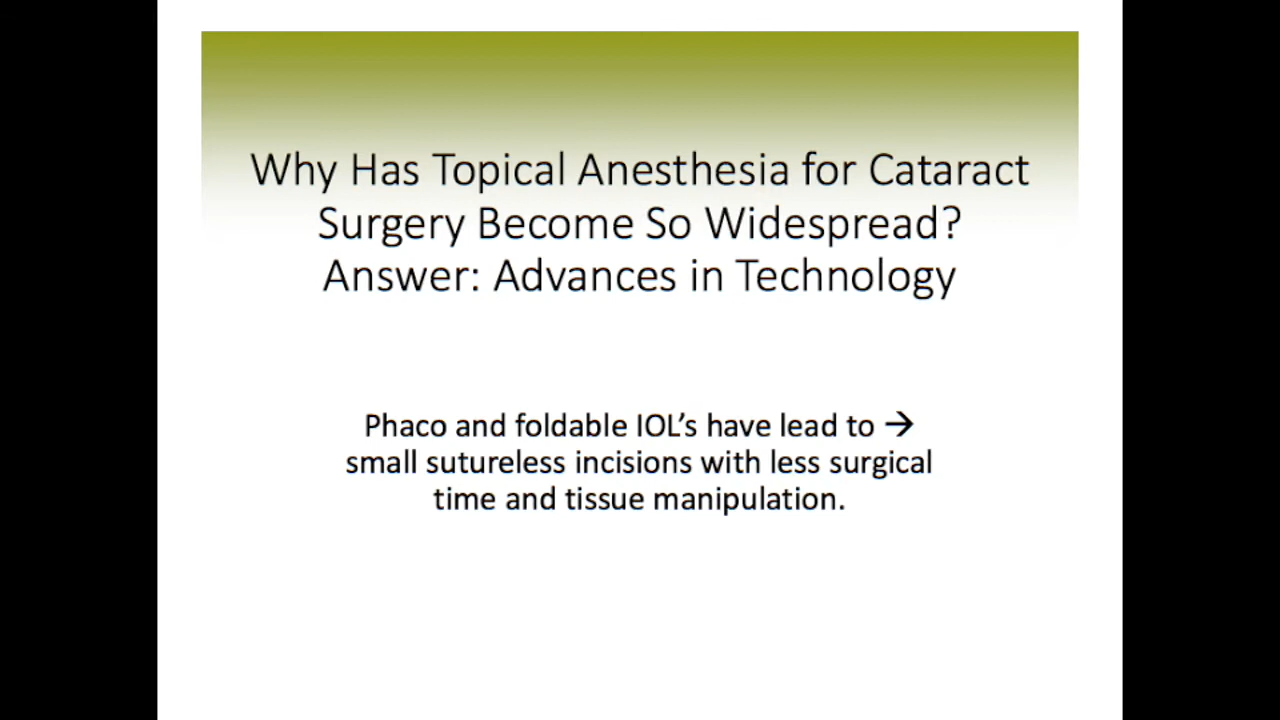 Why Has Topical Anesthesia for Cataract
Surgery Become So Widespread?
Answer: Advances in Technology
Phaco and foldable IOL’s have lead to →
small sutureless incisions with less surgical
time and tissue manipulation.